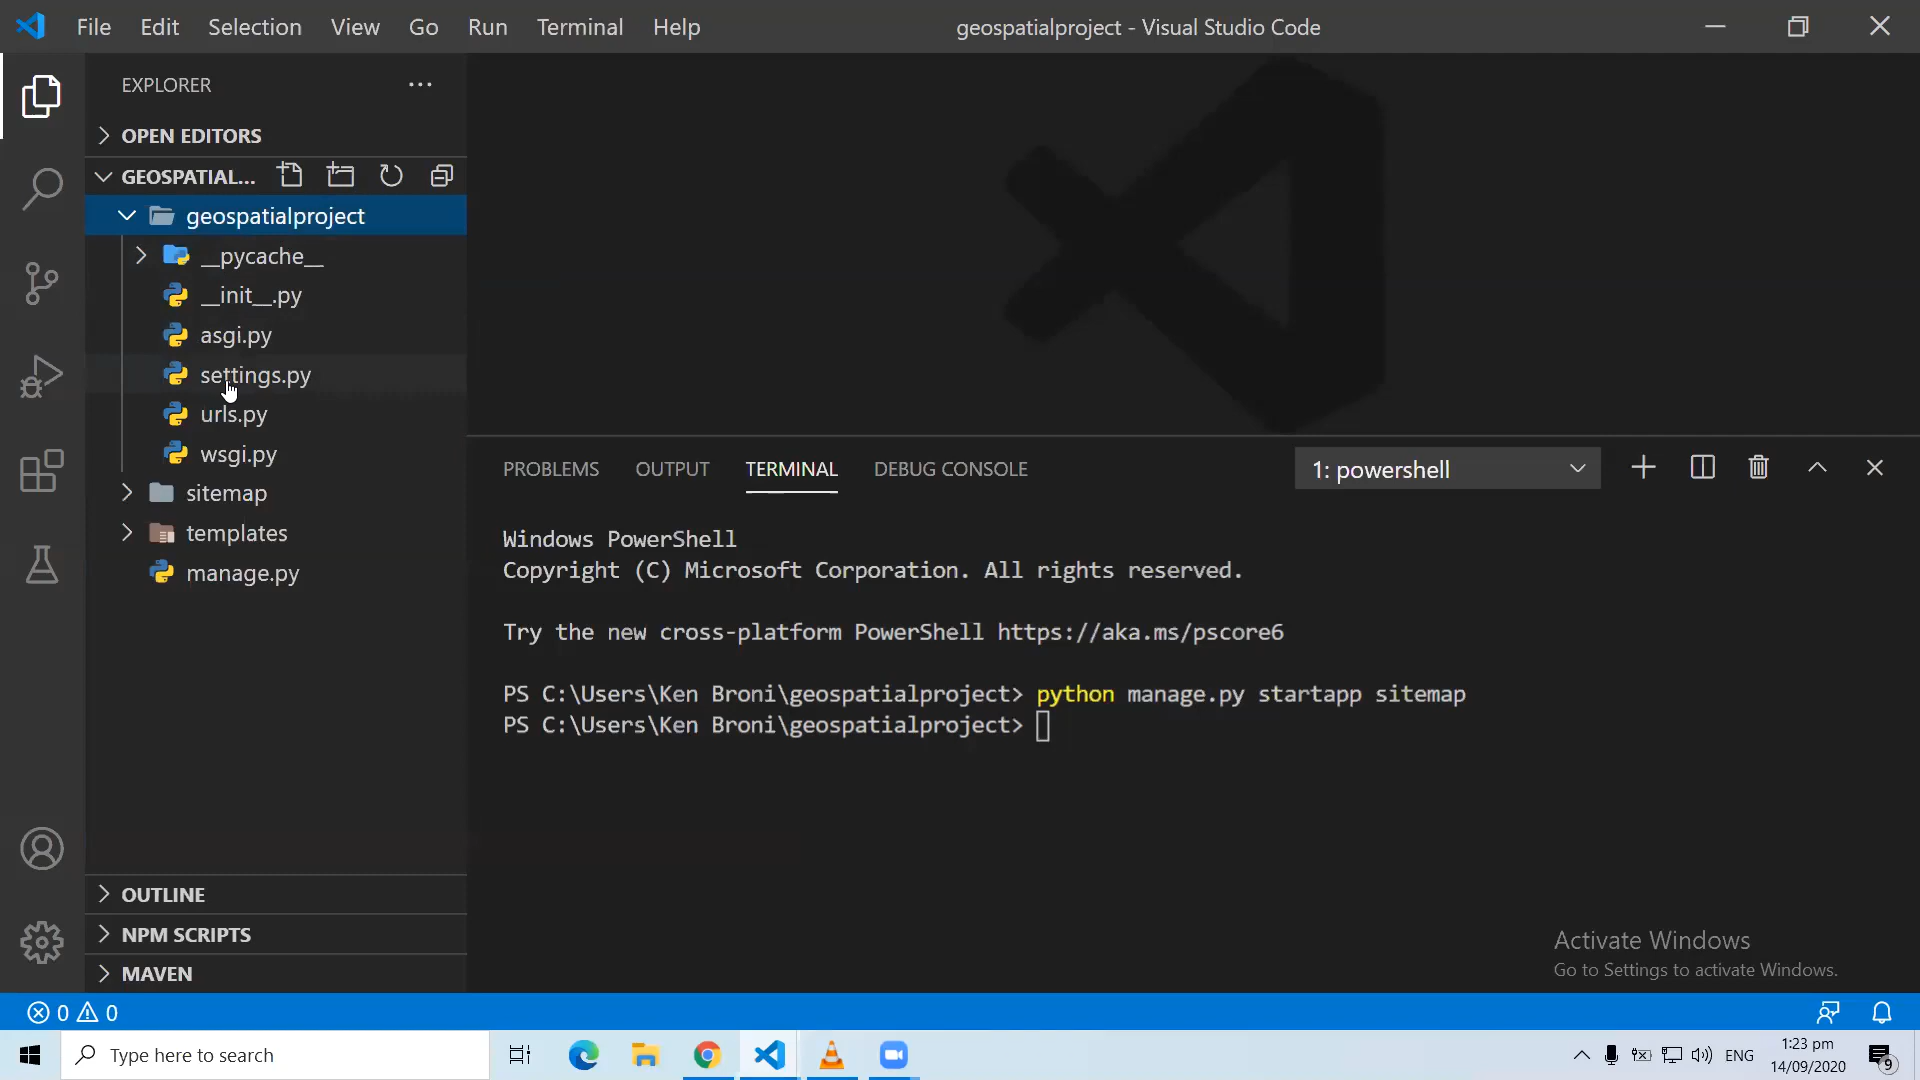 File Edit Selection View Go Run Terminal Help
geospatialproject - Visual Studio Code
EXPLORER
OPEN EDITORS
GEOSPATIAL...
geospatialproject
__pycache__
__init__.py
asgi.py
settings.py
urls.py
wsgi.py
sitemap
templates
manage.py
OUTLINE
NPM SCRIPTS
MAVEN
PROBLEMS OUTPUT TERMINAL DEBUG CONSOLE
1: powershell
Windows PowerShell
Copyright (C) Microsoft Corporation. All rights reserved.
Try the new cross-platform PowerShell https://aka.ms/pscore6
PS C:\Users\Ken Broni\geospatialproject> python manage.py startapp sitemap
PS C:\Users\Ken Broni\geospatialproject>
Activate Windows
Go to Settings to activate Windows.
0 0
Type here to search
ENG
1:23 pm
14/09/2020
9